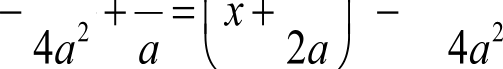 − 4a² + — a = ( x + 2a ) − 4a²